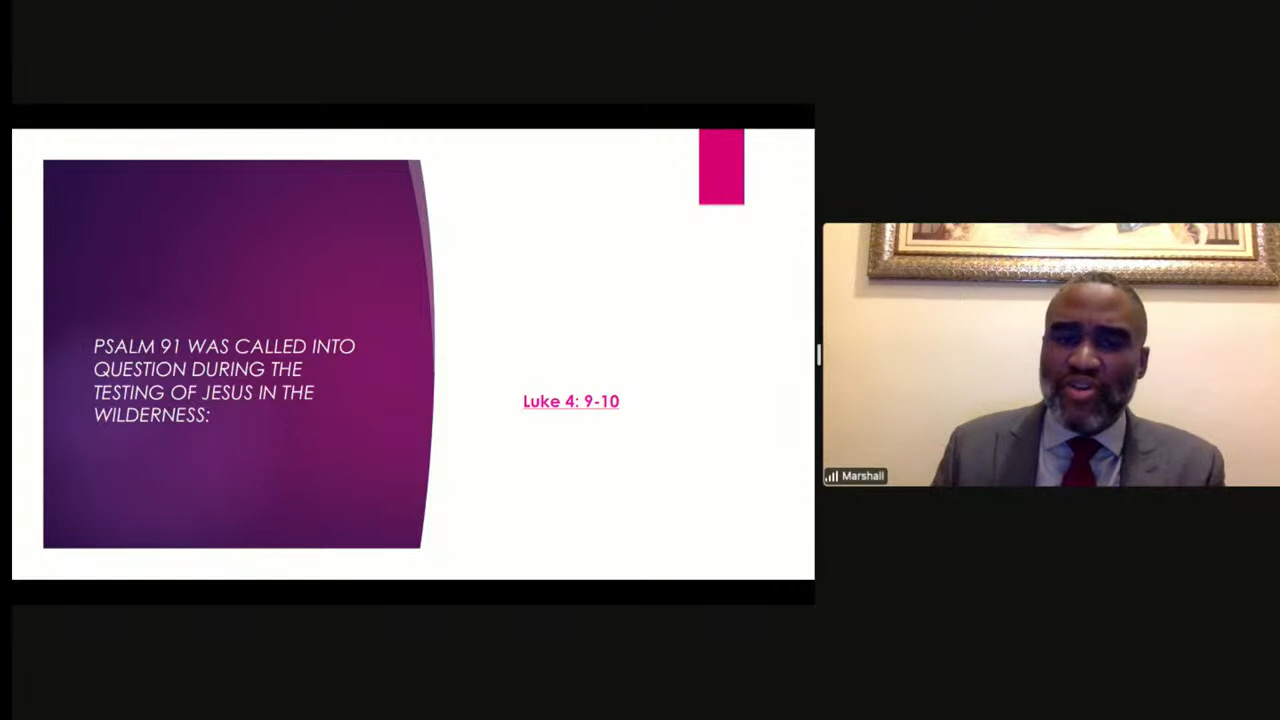 PSALM 91 WAS CALLED INTO
QUESTION DURING THE
TESTING OF JESUS IN THE
WILDERNESS:
Luke 4: 9-10
Marshall